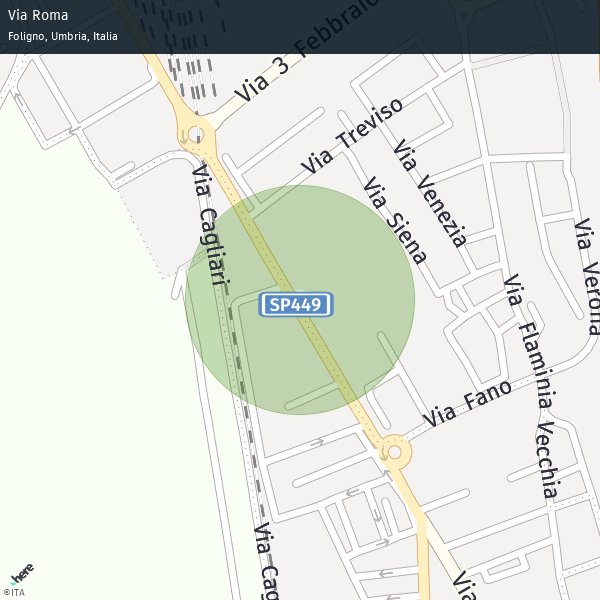 Via Roma
Foligno, Umbria, Italia
Via 3 Febbraio
Via Treviso
Via Venezia
Via Cagliari
Via Siena
Via Verona
SP449
Via Flaminia Vecchia
Via Fano
Via Cag
Via
here
©ITA